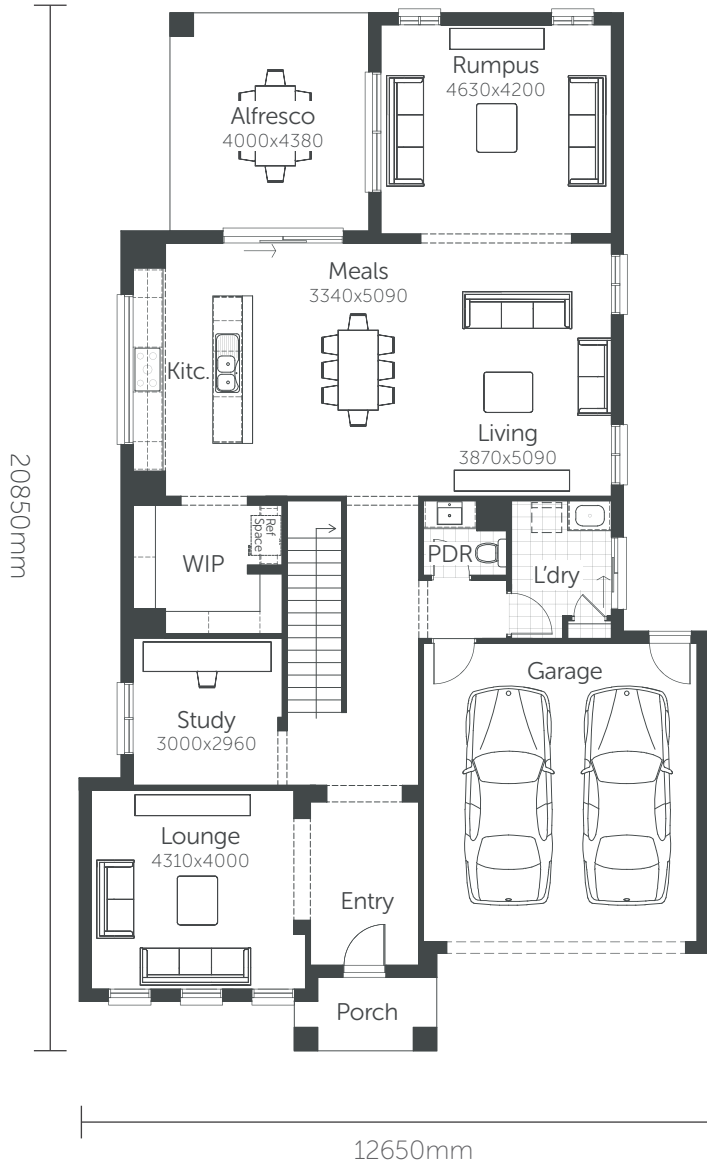 Rumpus
4630x4200
Alfresco
4000x4380
Meals
3340x5090
Kitc.
Living
3870x5090
20850mm
Ref
Space
WIP
PDR
L'dry
Garage
Study
3000x2960
Lounge
4310x4000
Entry
Porch
12650mm